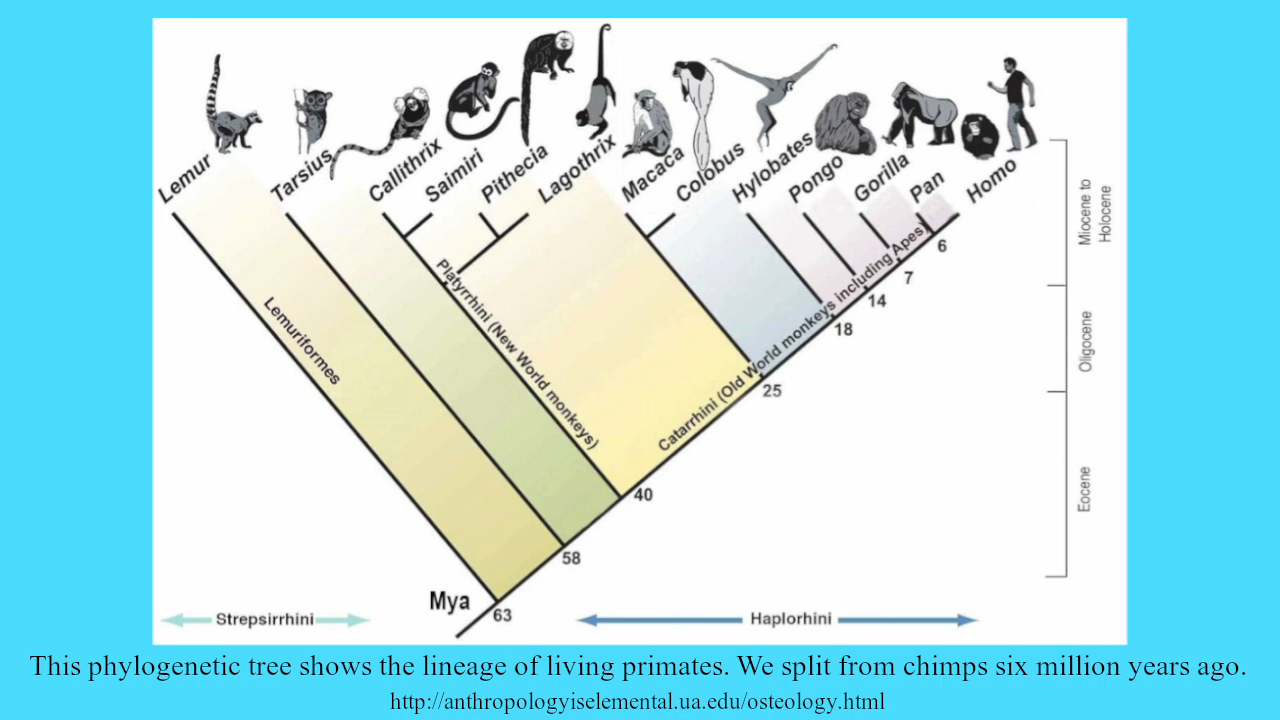 Lemur
Tarsius
Callithrix
Saimiri
Pithecia
Lagothrix
Macaca
Colobus
Hylobates
Pongo
Gorilla
Pan
Homo
Lemuriformes
Platyrrhini (New World monkeys)
Catarrhini (Old World monkeys including Apes)
6
7
14
18
25
40
58
63
Mya
Miocene to
Holocene
Oligocene
Eocene
Strepsirrhini
Haplorhini
This phylogenetic tree shows the lineage of living primates. We split from chimps six million years ago.
http://anthropologyiselemental.ua.edu/osteology.html